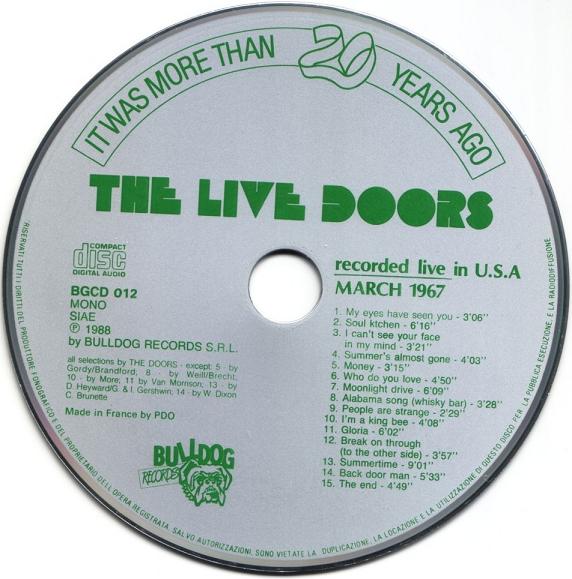 IT WAS MORE THAN 20 YEARS AGO
THE LIVE DOORS
COMPACT
disc
DIGITAL AUDIO
BGCD 012
MONO
SIAE
Ⓟ 1988
by BULLDOG RECORDS S.R.L.
all selections by THE DOORS - except: 5 - by
Gordy/Brandford; 8 - by Weill/Brecht;
10 - by More; 11 by Van Morrison; 13 - by
D. Heyward/G. & I. Gershwin; 14 - by W. Dixon
C. Brunette
Made in France by PDO
BULLDOG
RECORDS
recorded live in U.S.A
MARCH 1967
1. My eyes have seen you - 3'06"
2. Soul ktchen - 6'16"
3. I can't see your face
in my mind - 3'21"
4. Summer's almost gone - 4'03"
5. Money - 3'15"
6. Who do you love - 4'50"
7. Moonlight drive - 6'09"
8. Alabama song (whisky bar) - 3'28"
9. People are strange - 2'29"
10. I'm a king bee - 4'08"
11. Gloria - 6'02"
12. Break on through
(to the other side) - 3'57"
13. Summertime - 9'01"
14. Back door man - 5'33"
15. The end - 4'49"
RISERVATI TUTTI I DIRITTI DEL PRODUTTORE FONOGRAFICO E DEL PROPRIETARIO DELL'OPERA REGISTRATA. SALVO AUTORIZZAZIONI, SONO VIETATE LA DUPLICAZIONE, LA LOCAZIONE E LA UTILIZZAZIONE DI QUESTO DISCO PER LA PUBBLICA ESECUZIONE E LA RADIODIFFUSIONE